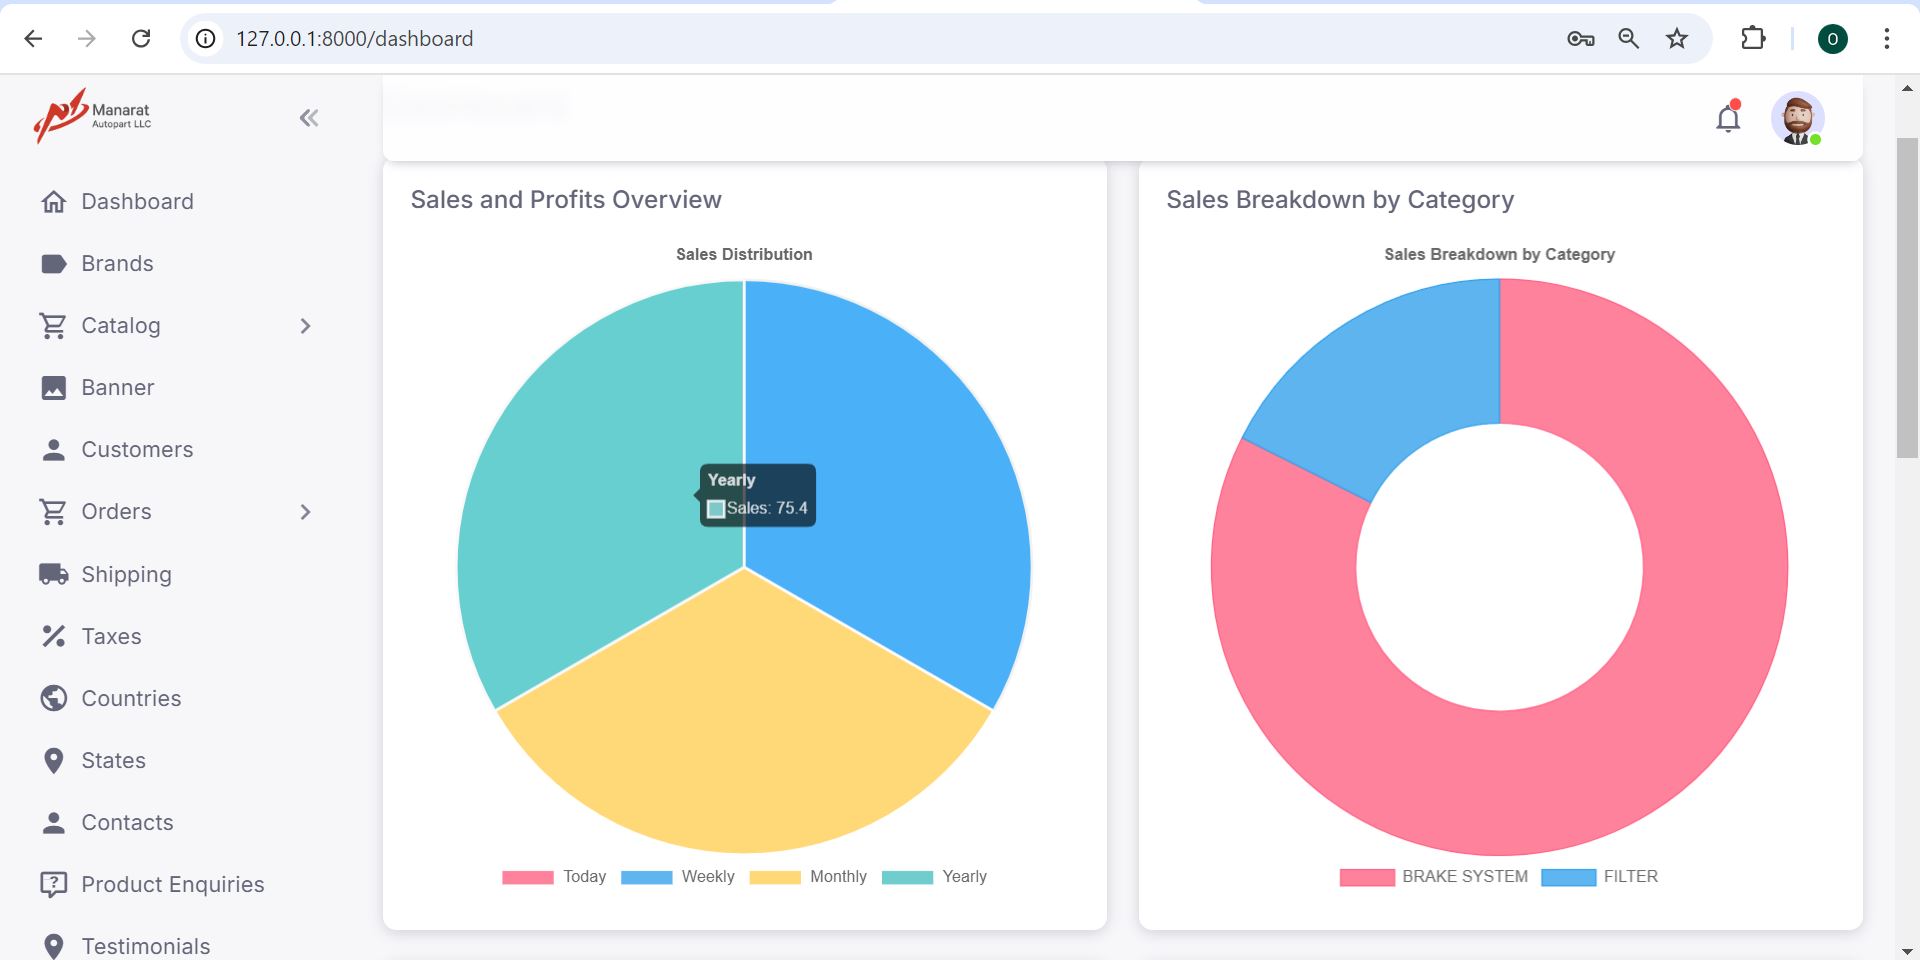 127.0.0.1:8000/dashboard
O
Manarat
Autopart LLC
Dashboard
Brands
Catalog
Banner
Customers
Orders
Shipping
Taxes
Countries
States
Contacts
Product Enquiries
Testimonials
Sales and Profits Overview
Sales Distribution
Yearly
Sales: 75.4
Today
Weekly
Monthly
Yearly
Sales Breakdown by Category
Sales Breakdown by Category
BRAKE SYSTEM
FILTER